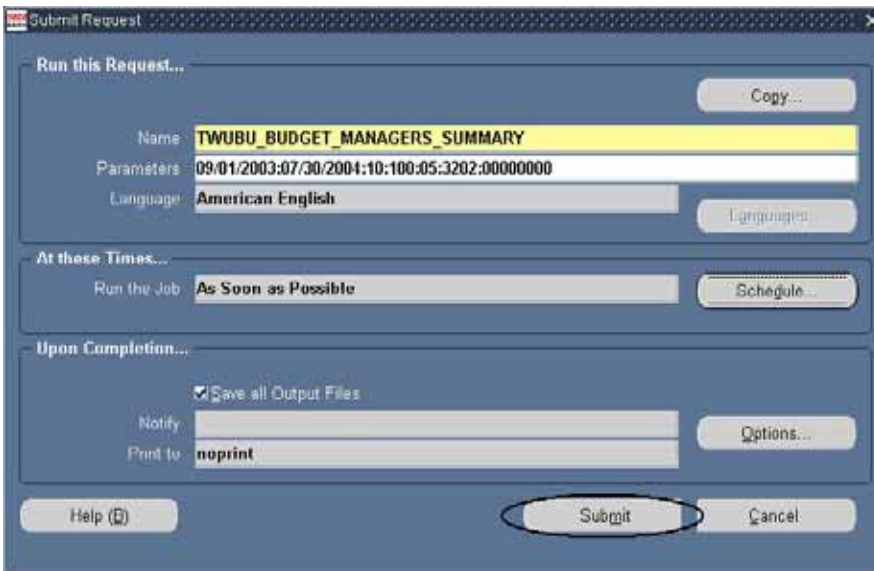 Submit Request
Run this Request...
Copy...
Name TWUBU_BUDGET_MANAGERS_SUMMARY
Parameters 09/01/2003:07/30/2004:10:100:05:3202:00000000
Language American English
Languages...
At these Times...
Run the Job As Soon as Possible
Schedule...
Upon Completion...
Save all Output Files
Notify
Options...
Print to noprint
Help (B)
Submit
Cancel